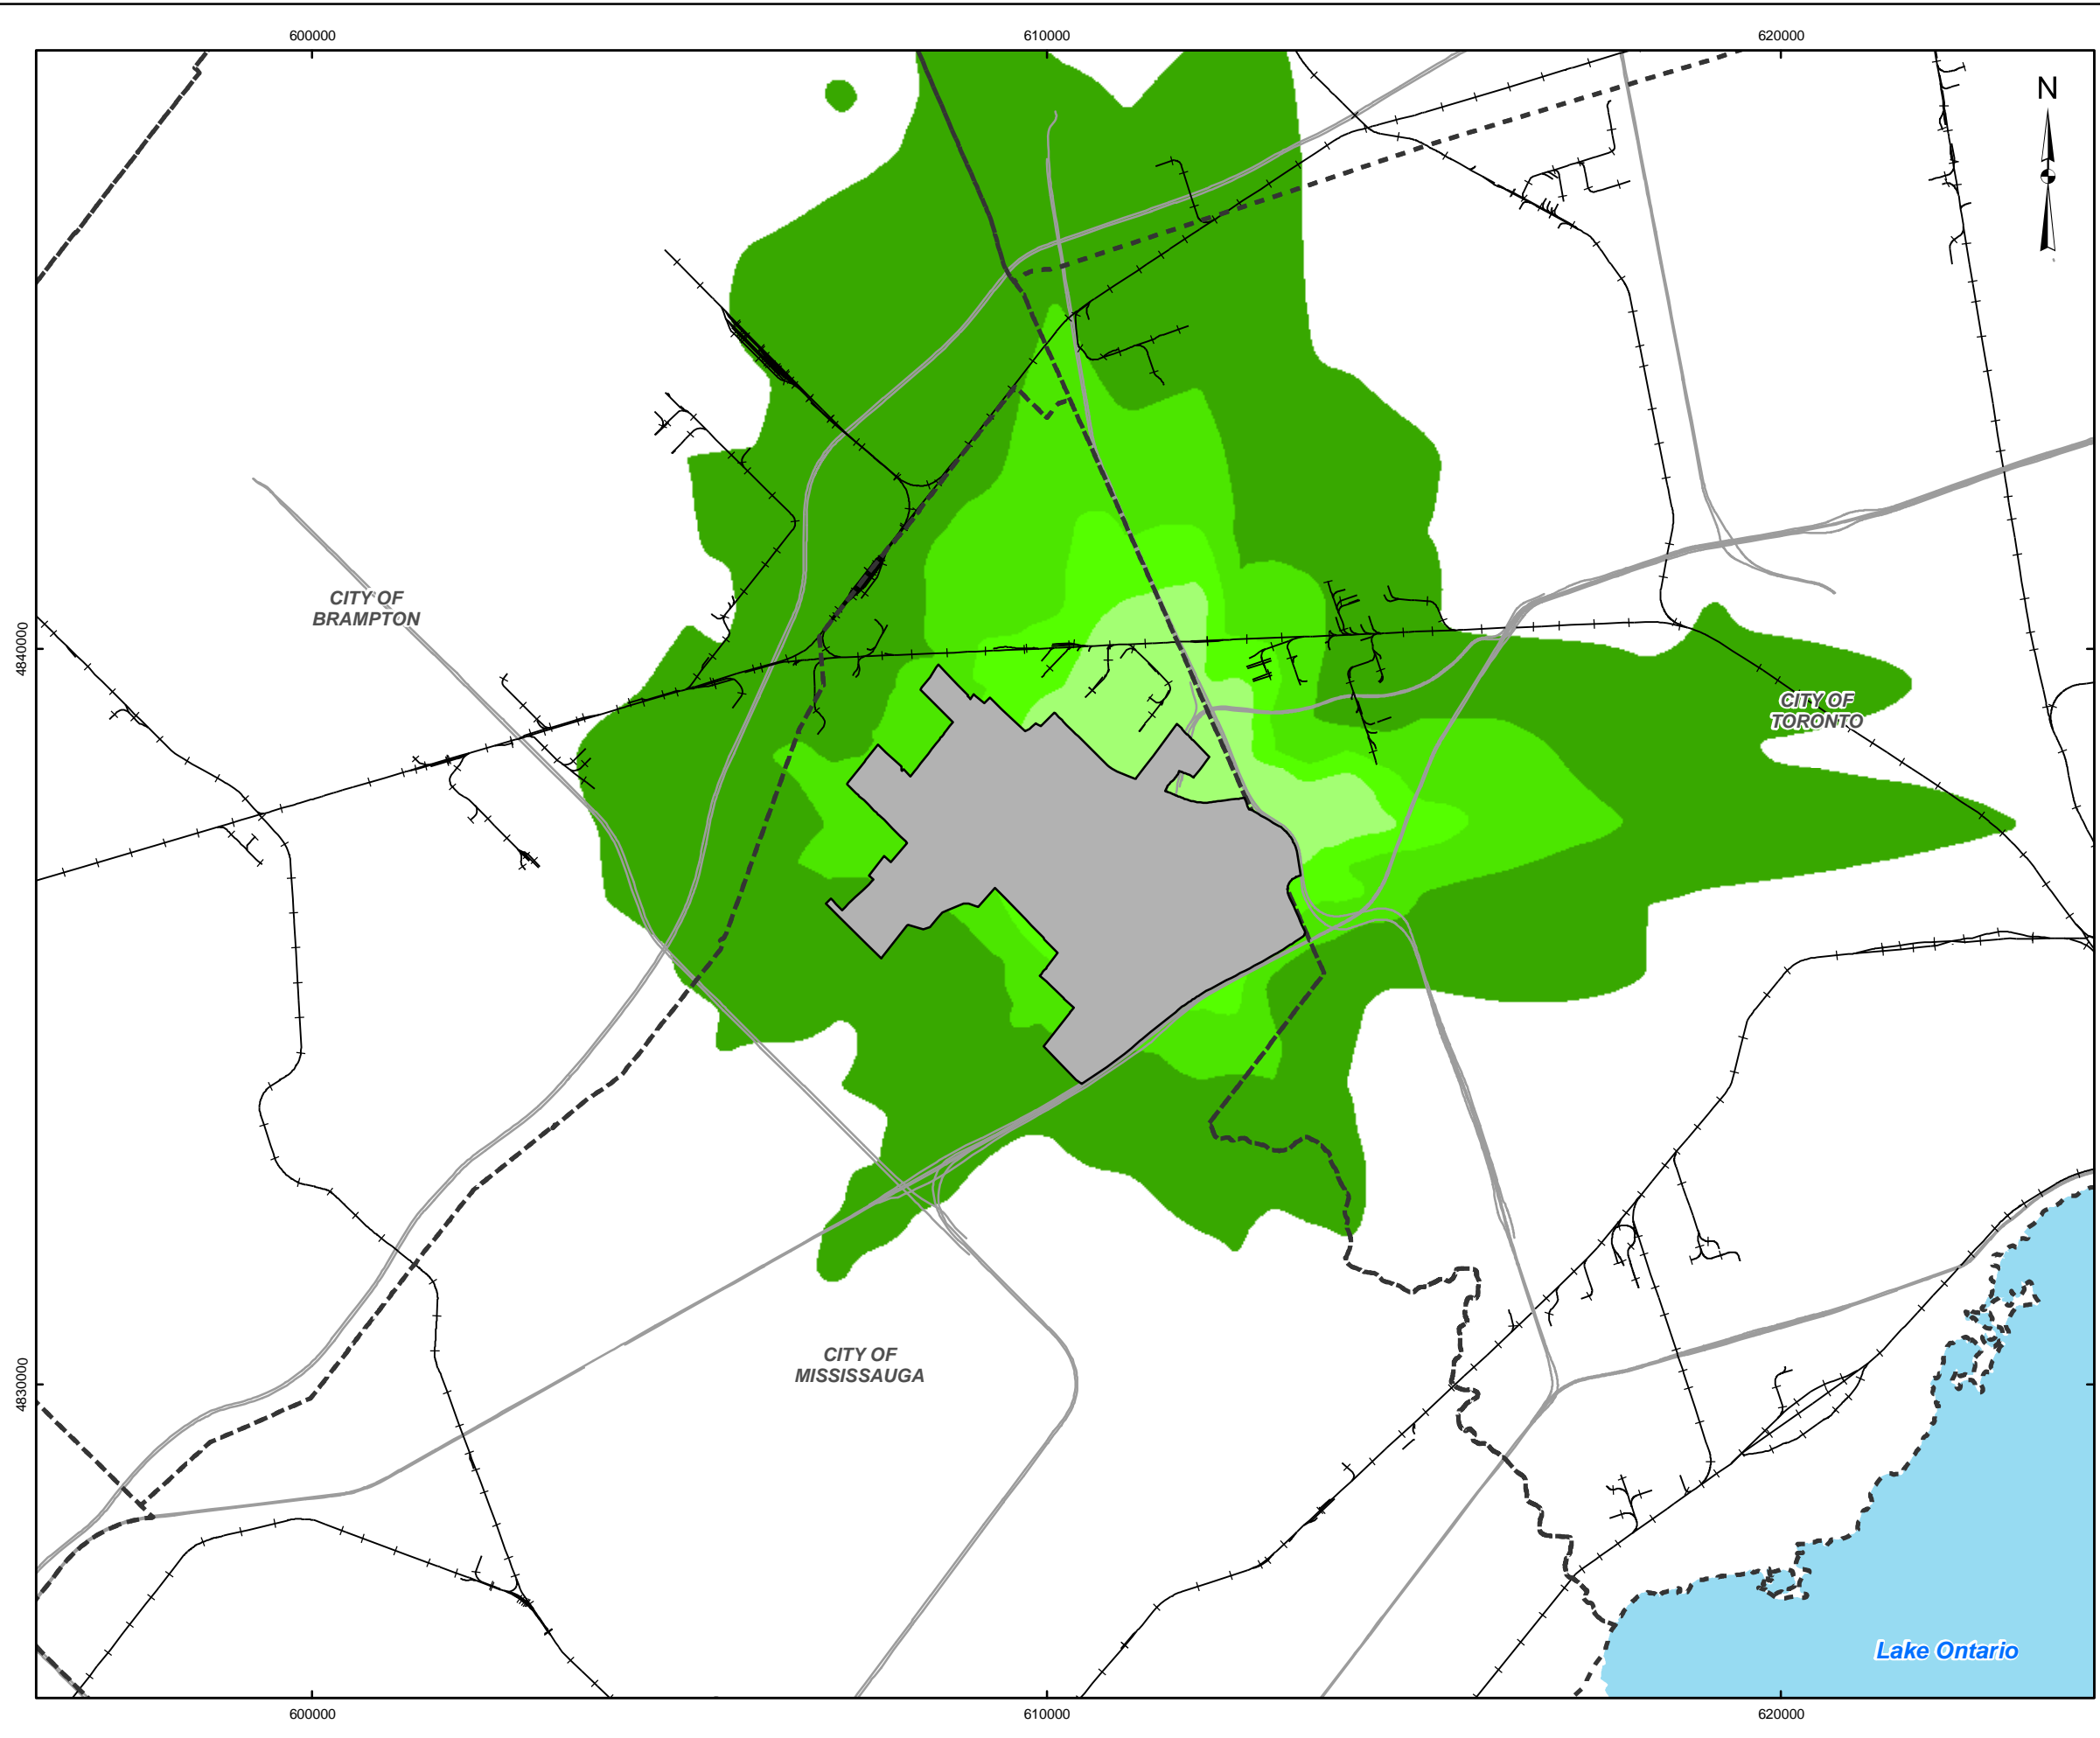 600000
610000
620000
N
4840000
CITY OF
BRAMPTON
CITY OF
TORONTO
4830000
CITY OF
MISSISSAUGA
Lake Ontario
600000
610000
620000